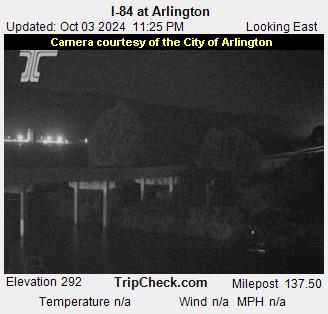 I-84 at Arlington
Updated: Oct 03 2024 11:25 PM Looking East
Camera courtesy of the City of Arlington
Elevation 292 TripCheck.com Milepost 137.50
Temperature n/a Wind n/a MPH n/a